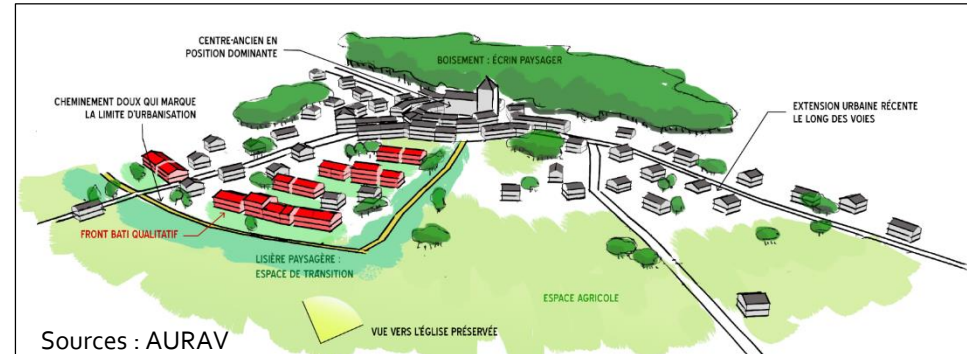 CENTRE-ANCIEN EN
POSITION DOMINANTE
BOISEMENT : ÉCRIN PAYSAGER
CHEMINEMENT DOUX QUI MARQUE
LA LIMITE D'URBANISATION
EXTENSION URBAINE RÉCENTE
LE LONG DES VOIES
FRONT BATI QUALITATIF
LISIÈRE PAYSAGÈRE :
ESPACE DE TRANSITION
ESPACE AGRICOLE
VUE VERS L'ÉGLISE PRÉSERVÉE
Sources : AURAV